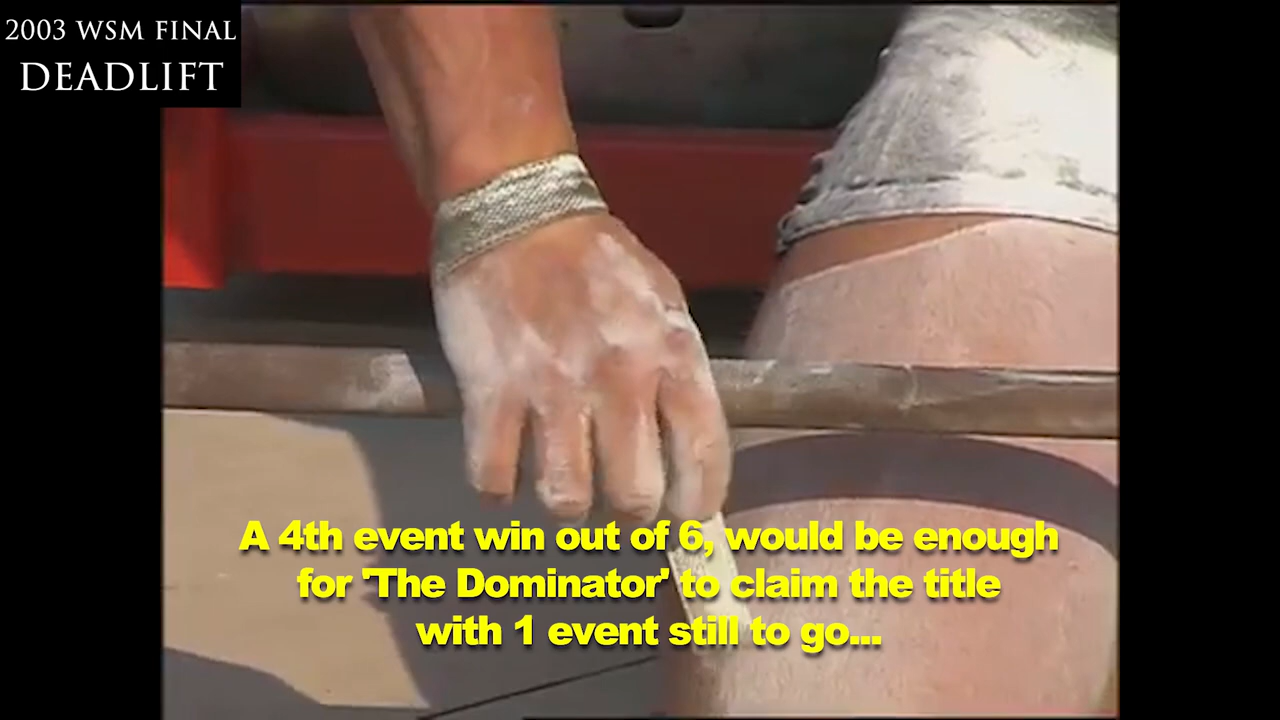 2003 WSM FINAL
DEADLIFT
A 4th event win out of 6, would be enough
for 'The Dominator' to claim the title
with 1 event still to go...